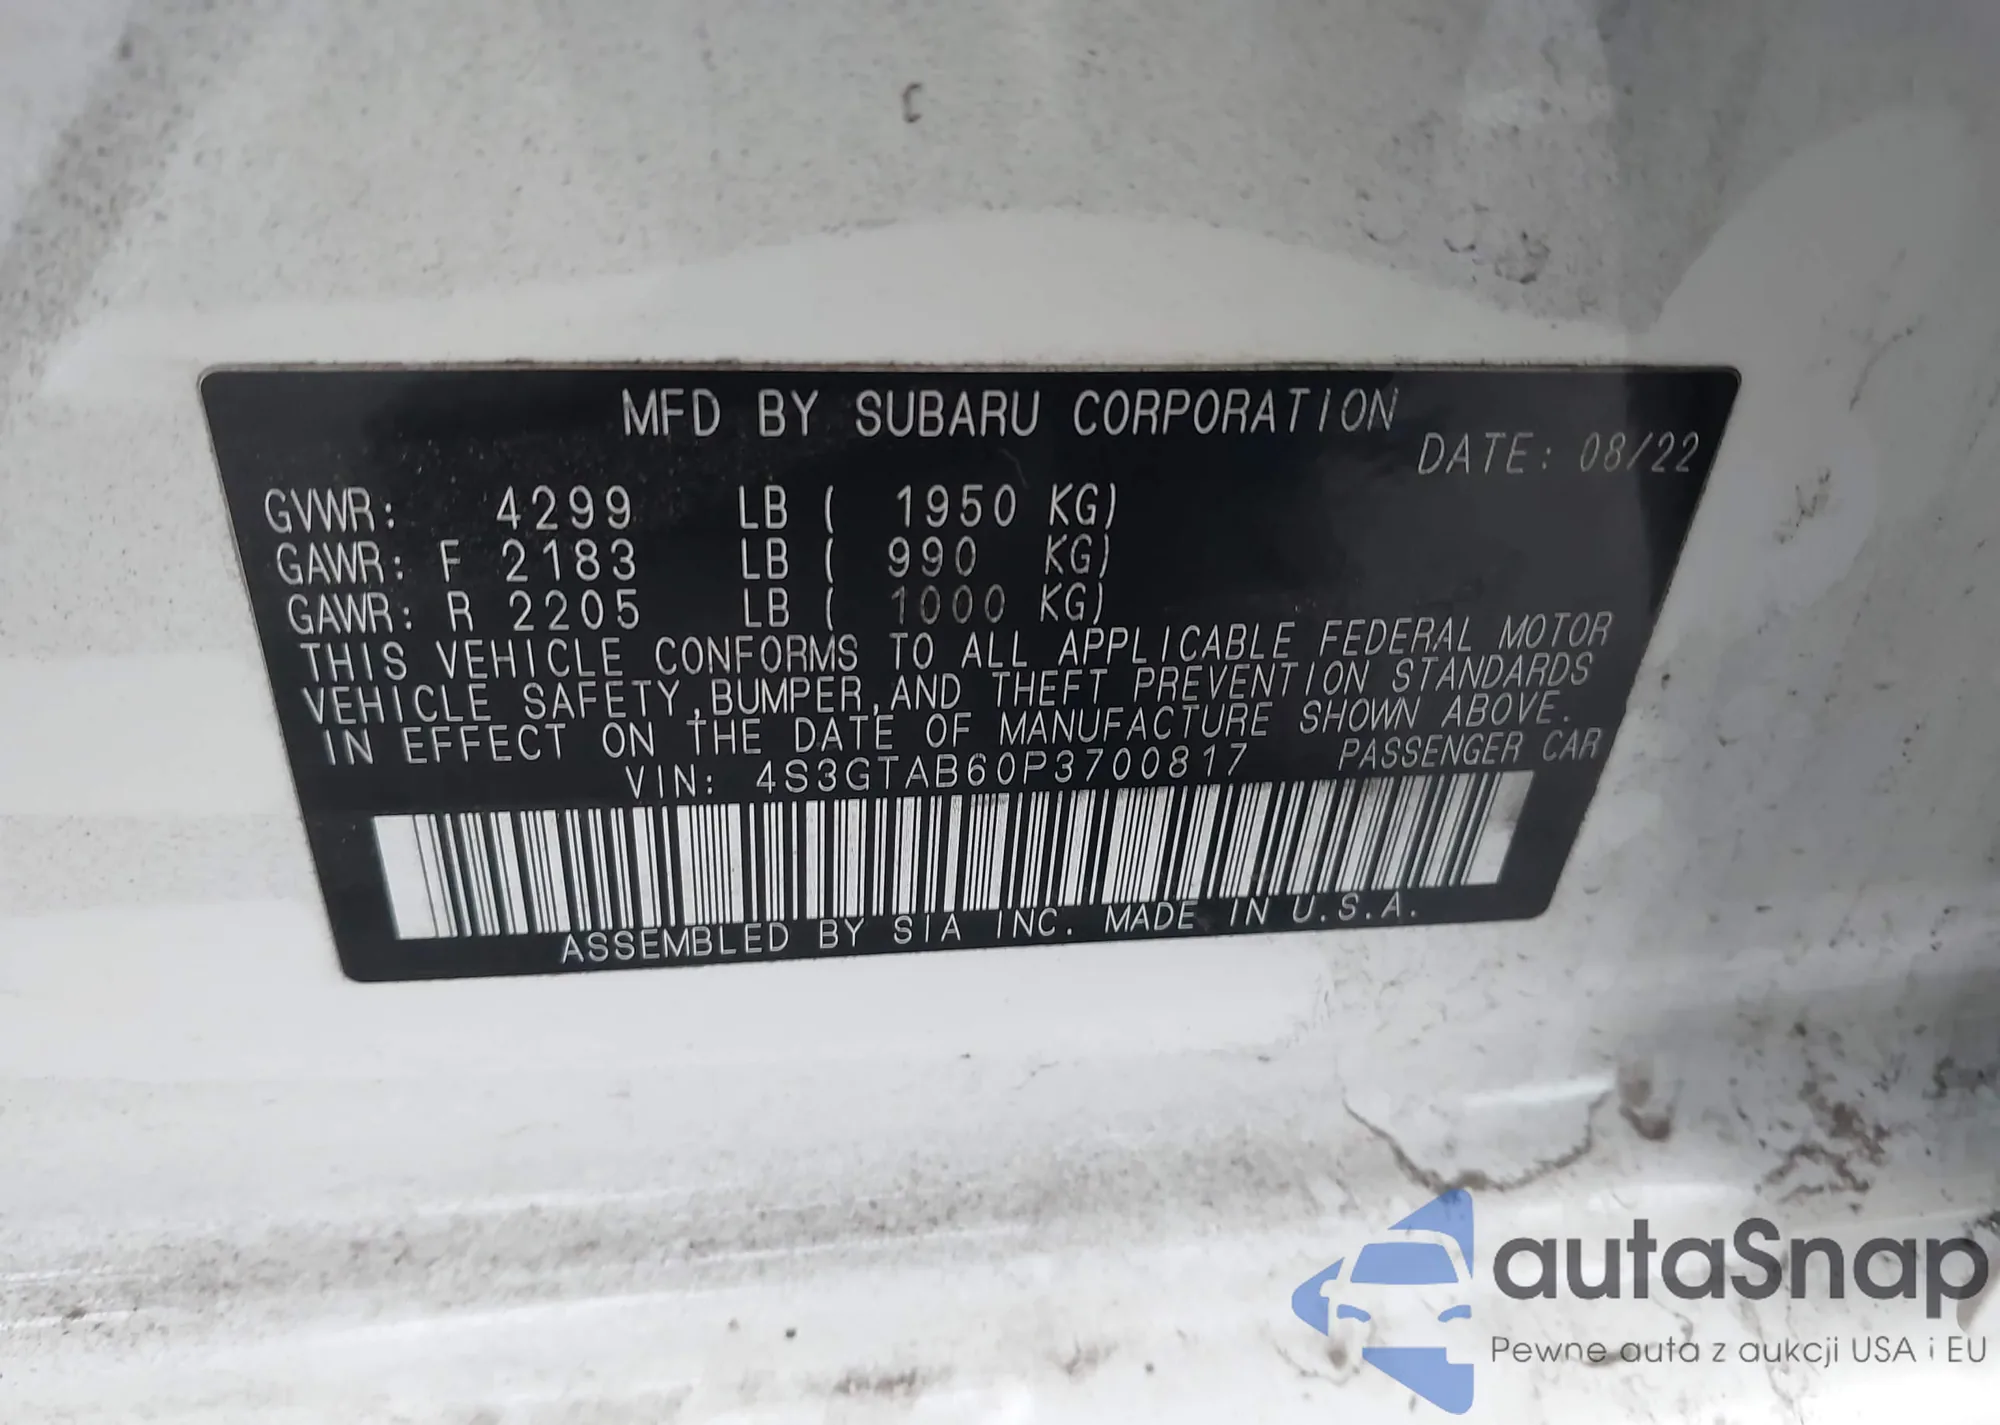 MFD BY SUBARU CORPORATION
DATE: 08/22
GVWR: 4299 LB ( 1950 KG)
GAWR: F 2183 LB ( 990 KG)
GAWR: R 2205 LB ( 1000 KG)
THIS VEHICLE CONFORMS TO ALL APPLICABLE FEDERAL MOTOR
VEHICLE SAFETY,BUMPER,AND THEFT PREVENTION STANDARDS
IN EFFECT ON THE DATE OF MANUFACTURE SHOWN ABOVE.
VIN: 4S3GTAB60P3700817 PASSENGER CAR
ASSEMBLED BY SIA INC. MADE IN U.S.A.
autaSnap
Pewne auta z aukcji USA i EU